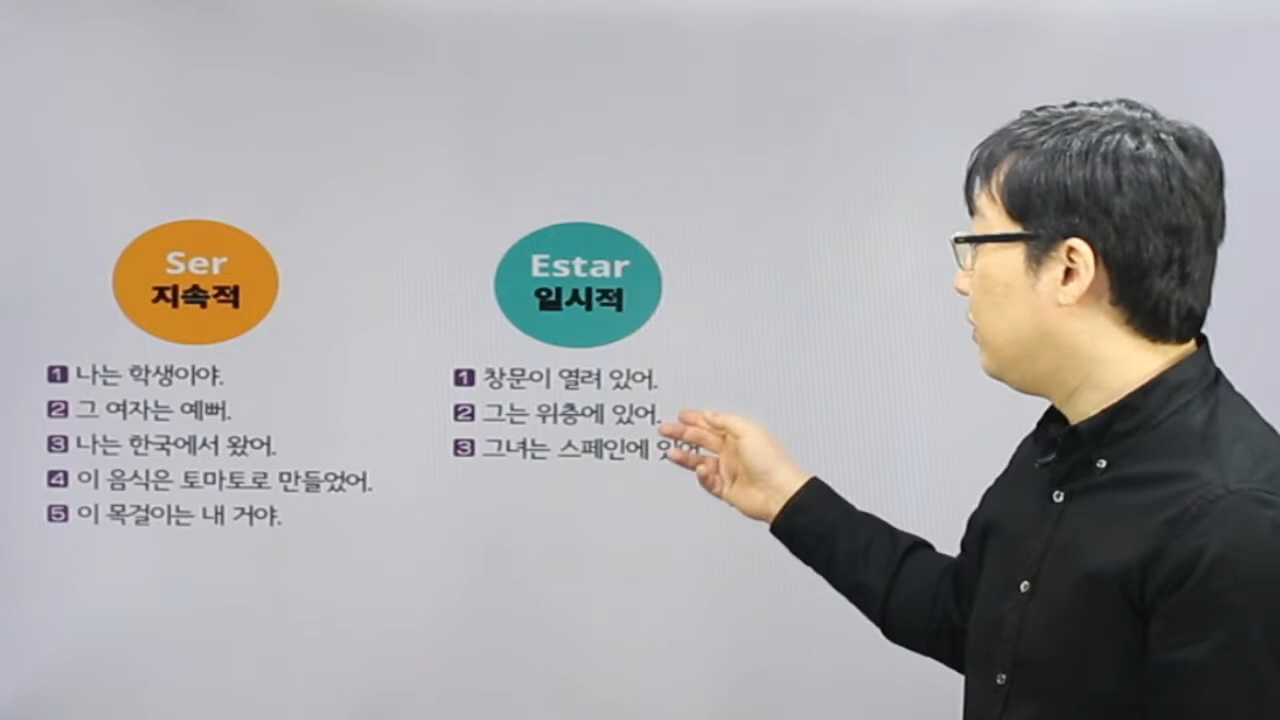 Ser
지속적
1 나는 학생이야.
2 그 여자는 예뻐.
3 나는 한국에서 왔어.
4 이 음식은 토마토로 만들었어.
5 이 목걸이는 내 거야.
Estar
일시적
1 창문이 열려 있어.
2 그는 위층에 있어.
3 그녀는 스페인에